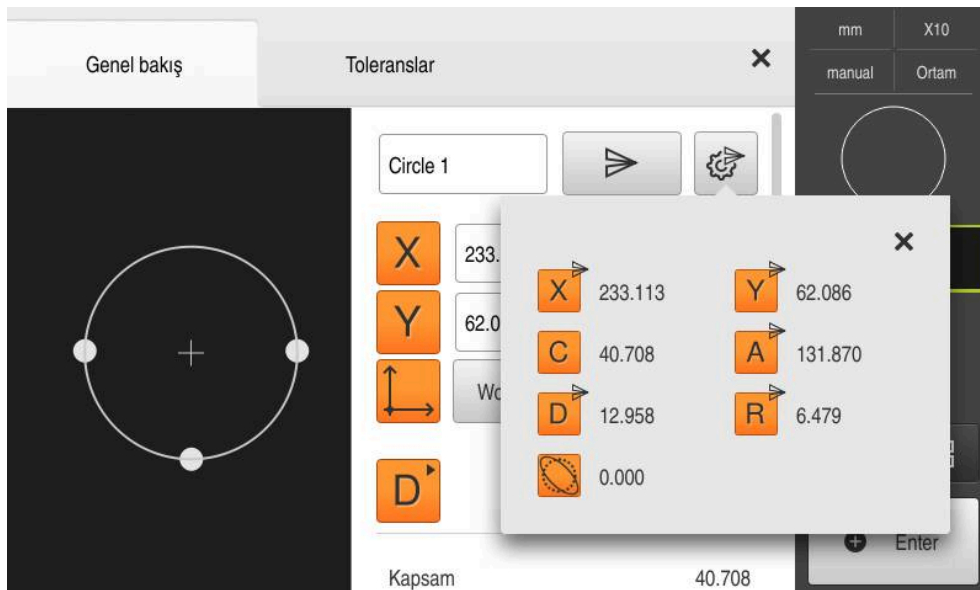 Genel bakış
Toleranslar
mm
X10
manual
Ortam
Circle 1
X
233.
Y
62.0
Wo
D
X 233.113
Y 62.086
C 40.708
A 131.870
D 12.958
R 6.479
0.000
Enter
Kapsam 40.708